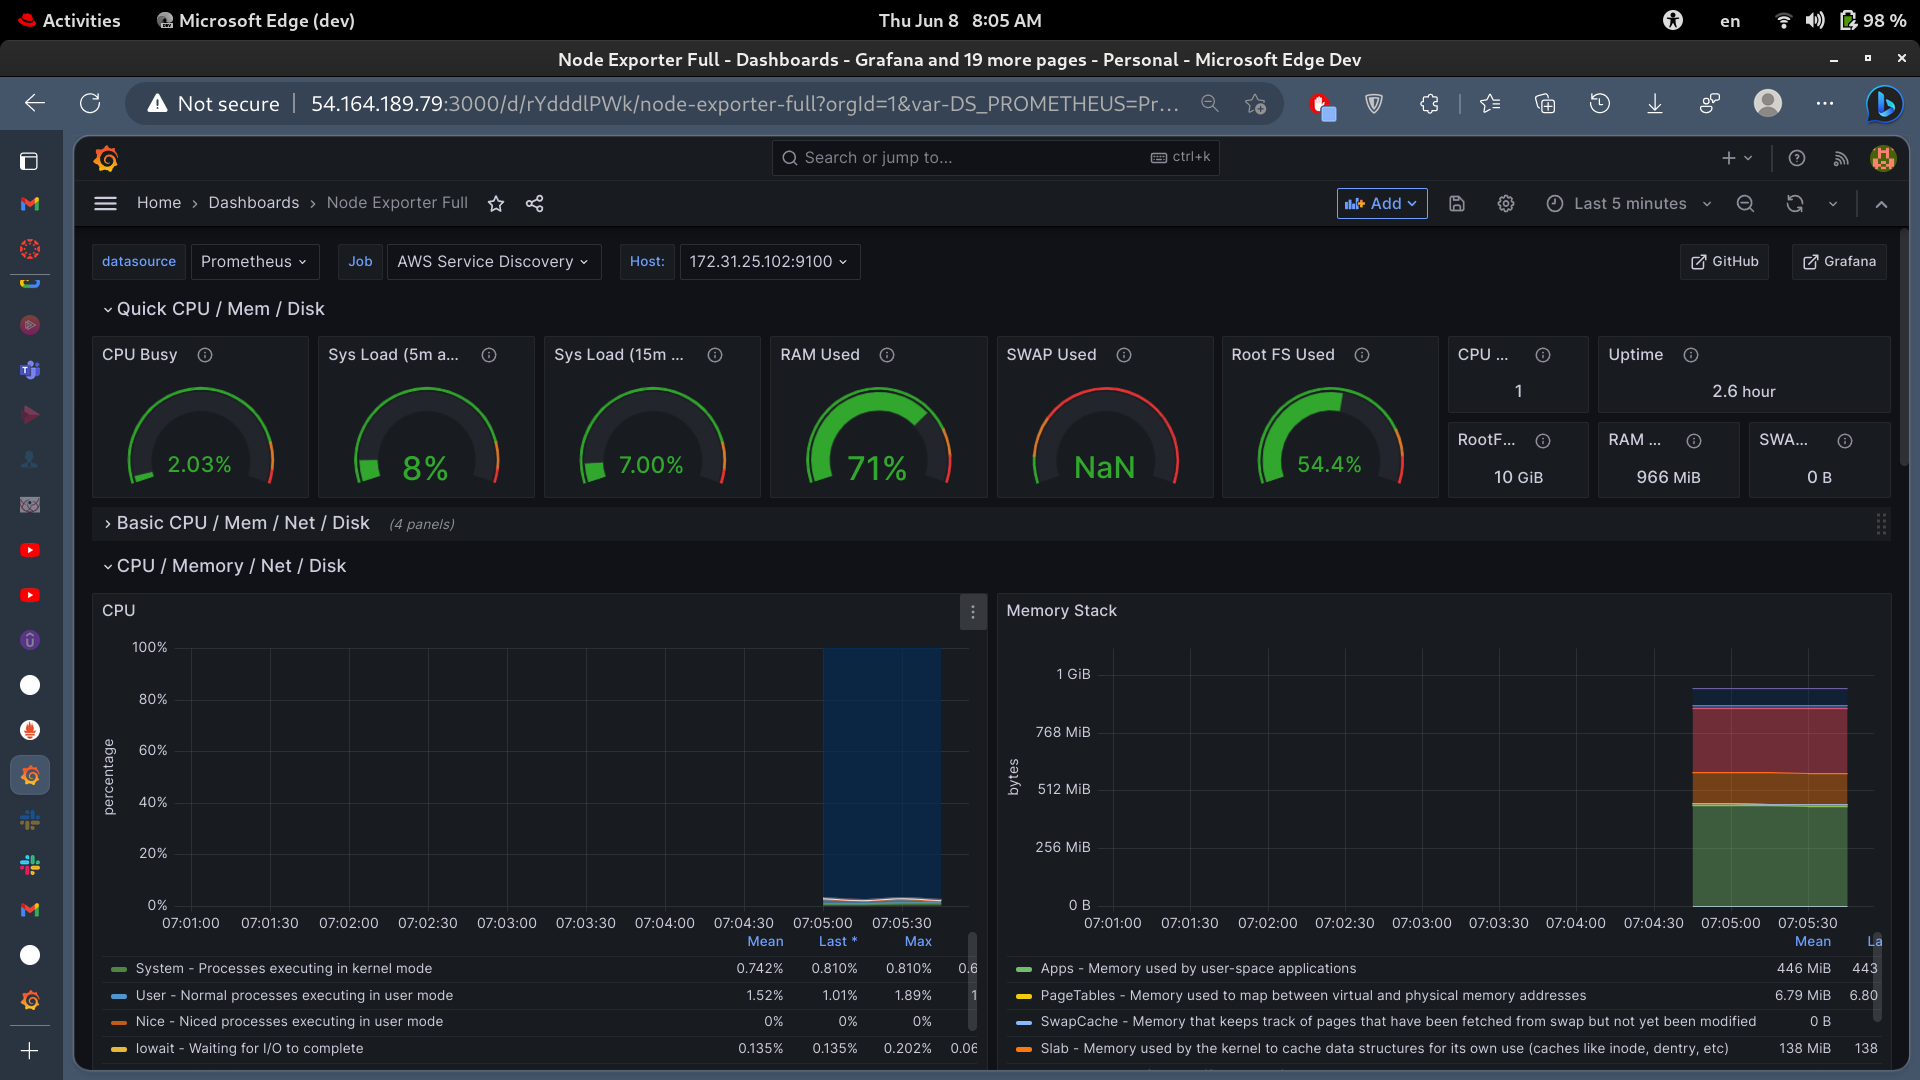 Activities Microsoft Edge (dev) Thu Jun 8 8:05 AM en 98 %
Node Exporter Full - Dashboards - Grafana and 19 more pages - Personal - Microsoft Edge Dev
Not secure 54.164.189.79:3000/d/rYdddlPWk/node-exporter-full?orgId=1&var-DS_PROMETHEUS=Pr...
Search or jump to... ctrl+k
Home › Dashboards › Node Exporter Full Add Last 5 minutes
datasource Prometheus Job AWS Service Discovery Host: 172.31.25.102:9100 GitHub Grafana
Quick CPU / Mem / Disk
CPU Busy Sys Load (5m a... Sys Load (15m ... RAM Used SWAP Used Root FS Used CPU ... Uptime
1 2.6 hour
2.03% 8% 7.00% 71% NaN 54.4%
RootF... RAM ... SWA...
10 GiB 966 MiB 0 B
Basic CPU / Mem / Net / Disk (4 panels)
CPU / Memory / Net / Disk
CPU
percentage
100%
80%
60%
40%
20%
0%
07:01:00 07:01:30 07:02:00 07:02:30 07:03:00 07:03:30 07:04:00 07:04:30 07:05:00 07:05:30
Mean Last * Max
System - Processes executing in kernel mode 0.742% 0.810% 0.810% 0.6
User - Normal processes executing in user mode 1.52% 1.01% 1.89% 1
Nice - Niced processes executing in user mode 0% 0% 0%
Iowait - Waiting for I/O to complete 0.135% 0.135% 0.202% 0.06
Memory Stack
bytes
1 GiB
768 MiB
512 MiB
256 MiB
0 B
07:01:00 07:01:30 07:02:00 07:02:30 07:03:00 07:03:30 07:04:00 07:04:30 07:05:00 07:05:30
Mean La
Apps - Memory used by user-space applications 446 MiB 443
PageTables - Memory used to map between virtual and physical memory addresses 6.79 MiB 6.80
SwapCache - Memory that keeps track of pages that have been fetched from swap but not yet been modified 0 B
Slab - Memory used by the kernel to cache data structures for its own use (caches like inode, dentry, etc) 138 MiB 138